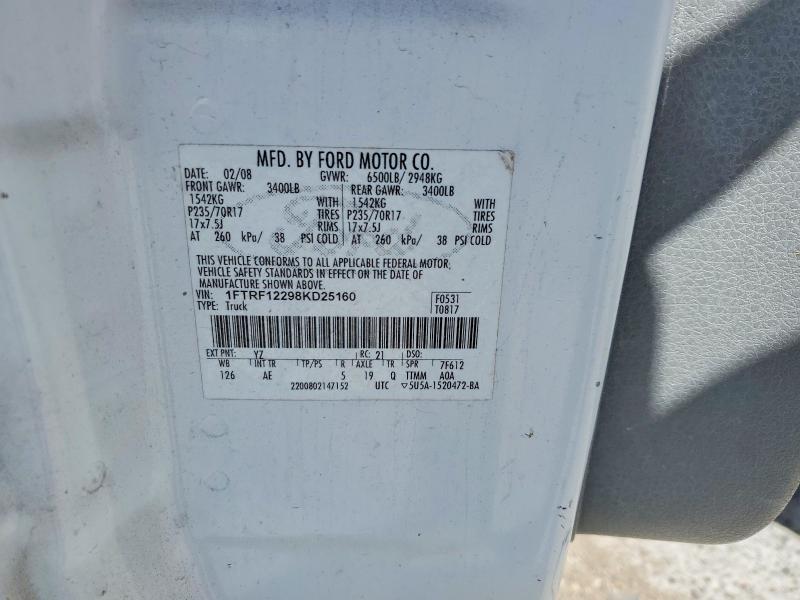 MFD. BY FORD MOTOR CO.
DATE: 02/08 GVWR: 6500LB/ 2948KG
FRONT GAWR: 3400LB REAR GAWR: 3400LB
1542KG WITH 1542KG WITH
P235/70R17 TIRES P235/70R17 TIRES
17x7.5J RIMS 17x7.5J RIMS
AT 260 kPa/ 38 PSI COLD AT 260 kPa/ 38 PSI COLD
THIS VEHICLE CONFORMS TO ALL APPLICABLE FEDERAL MOTOR
VEHICLE SAFETY STANDARDS IN EFFECT ON THE DATE OF
MANUFACTURE SHOWN ABOVE.
VIN: 1FTRF12298KD25160 F0531
TYPE: Truck T0817
EXT PNT: YZ RC: 21 DSO:
WB INT TR TP/PS R AXLE TR SPR 7F612
126 AE 5 19 Q TTMM A0A
2200802147152 UTC ▽5U5A-1520472-BA